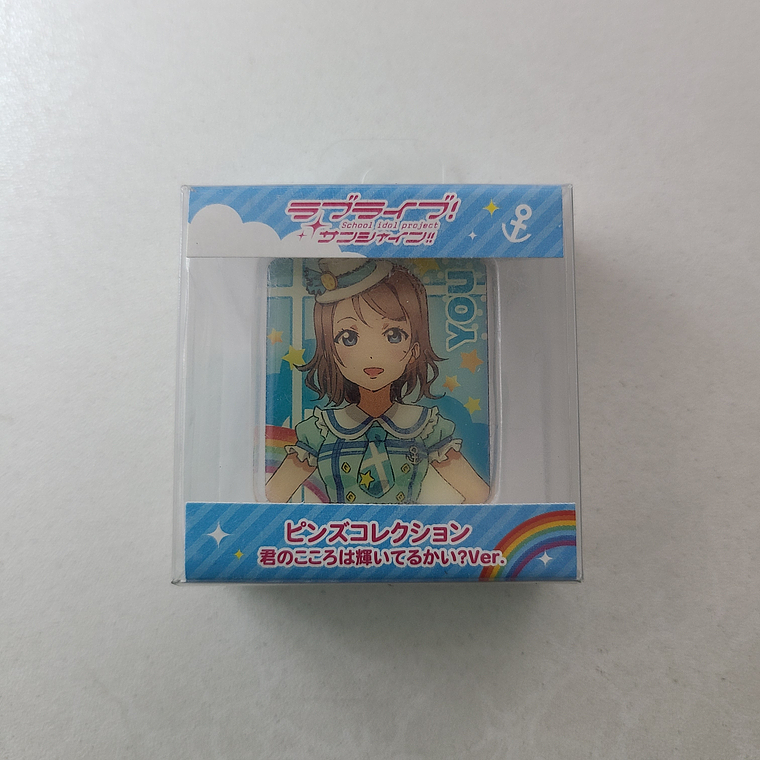 ラブライブ!
School idol project
サンシャイン!!
YOU
ピンズコレクション
君のこころは輝いてるかい?Ver.